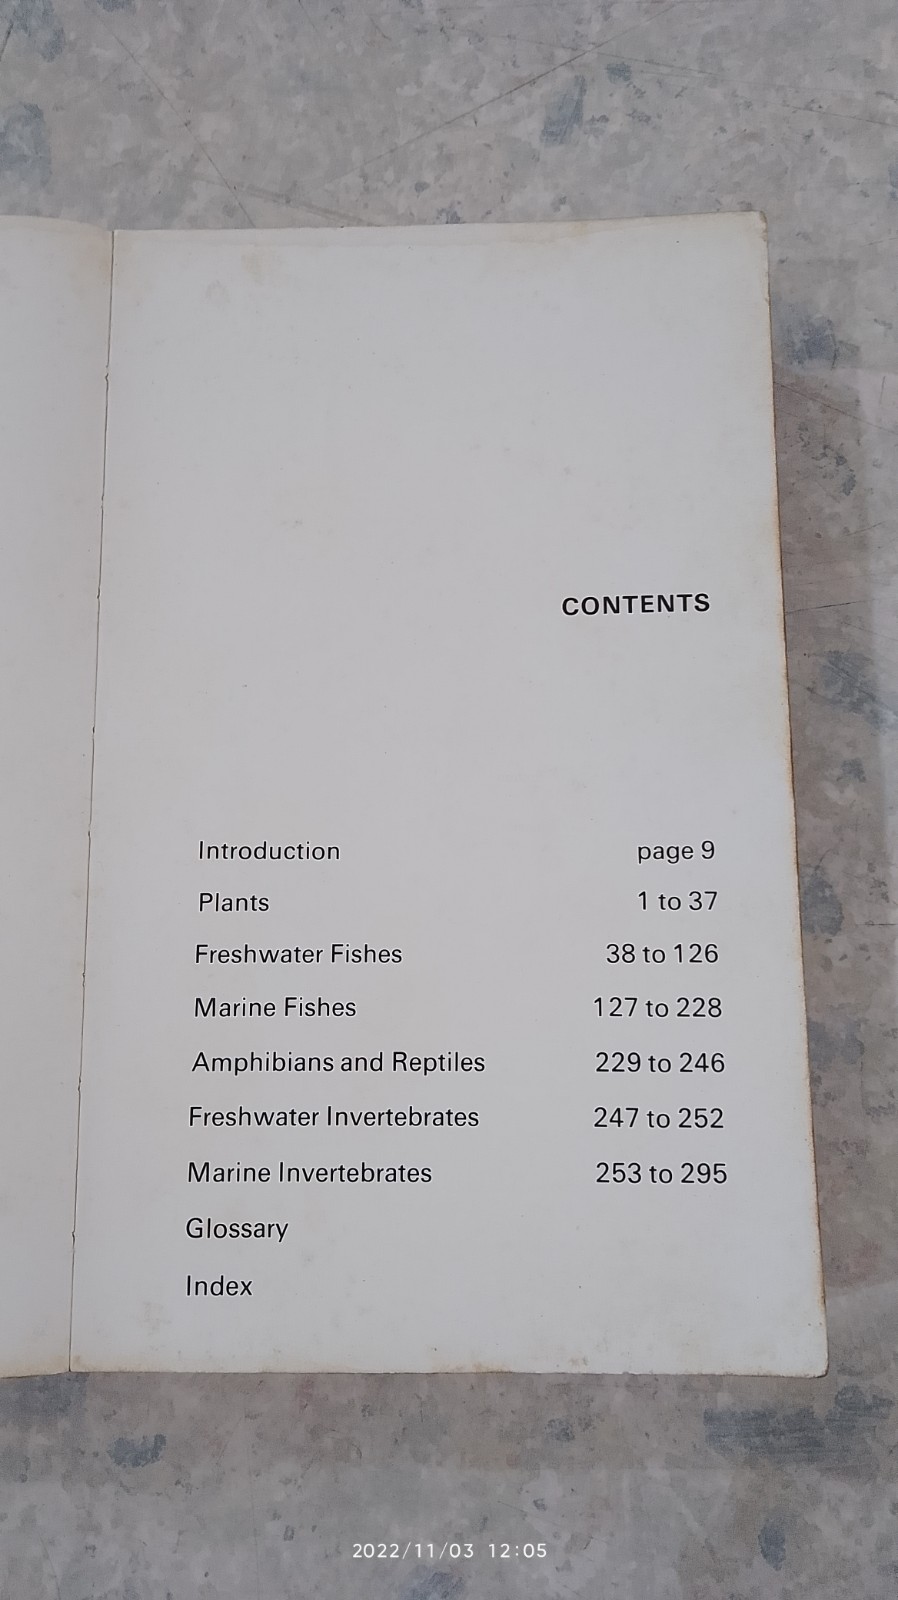 CONTENTS
Introduction page 9
Plants 1 to 37
Freshwater Fishes 38 to 126
Marine Fishes 127 to 228
Amphibians and Reptiles 229 to 246
Freshwater Invertebrates 247 to 252
Marine Invertebrates 253 to 295
Glossary
Index
2022/11/03 12:05